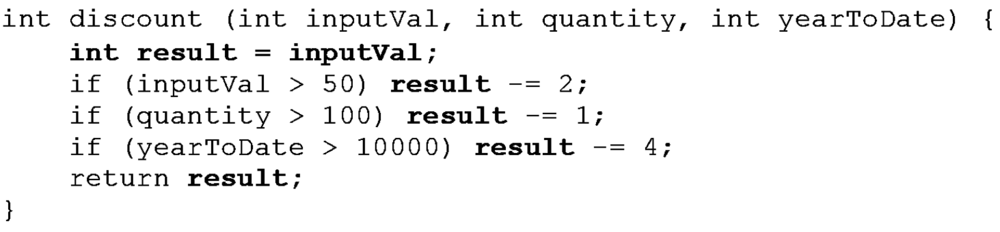 int discount (int inputVal, int quantity, int yearToDate) {
    int result = inputVal;
    if (inputVal > 50) result -= 2;
    if (quantity > 100) result -= 1;
    if (yearToDate > 10000) result -= 4;
    return result;
}